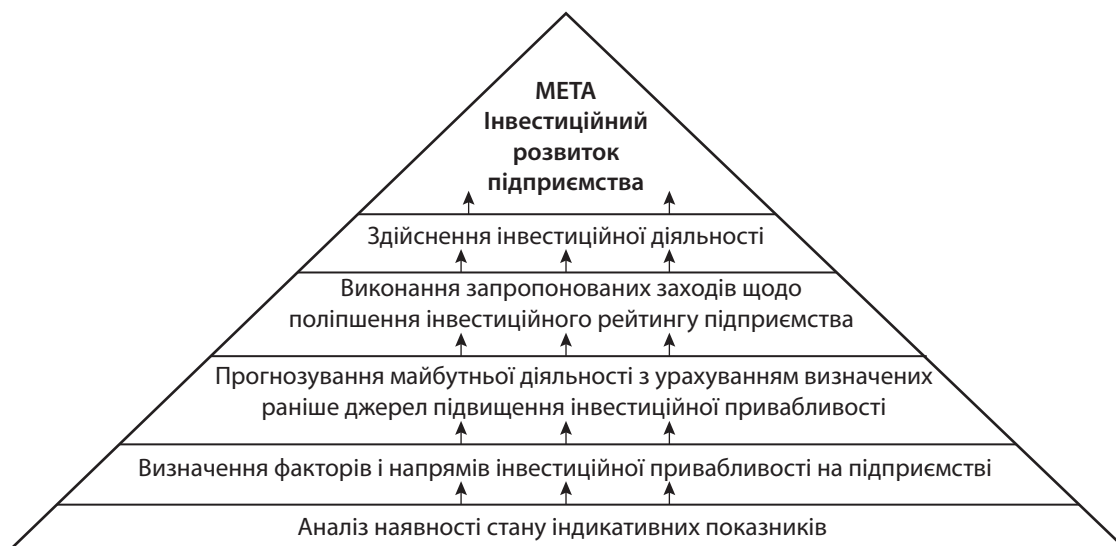 МЕТА
Інвестиційний
розвиток
підприємства
Здійснення інвестиційної діяльності
Виконання запропонованих заходів щодо
поліпшення інвестиційного рейтингу підприємства
Прогнозування майбутньої діяльності з урахуванням визначених
раніше джерел підвищення інвестиційної привабливості
Визначення факторів і напрямів інвестиційної привабливості на підприємстві
Аналіз наявності стану індикативних показників